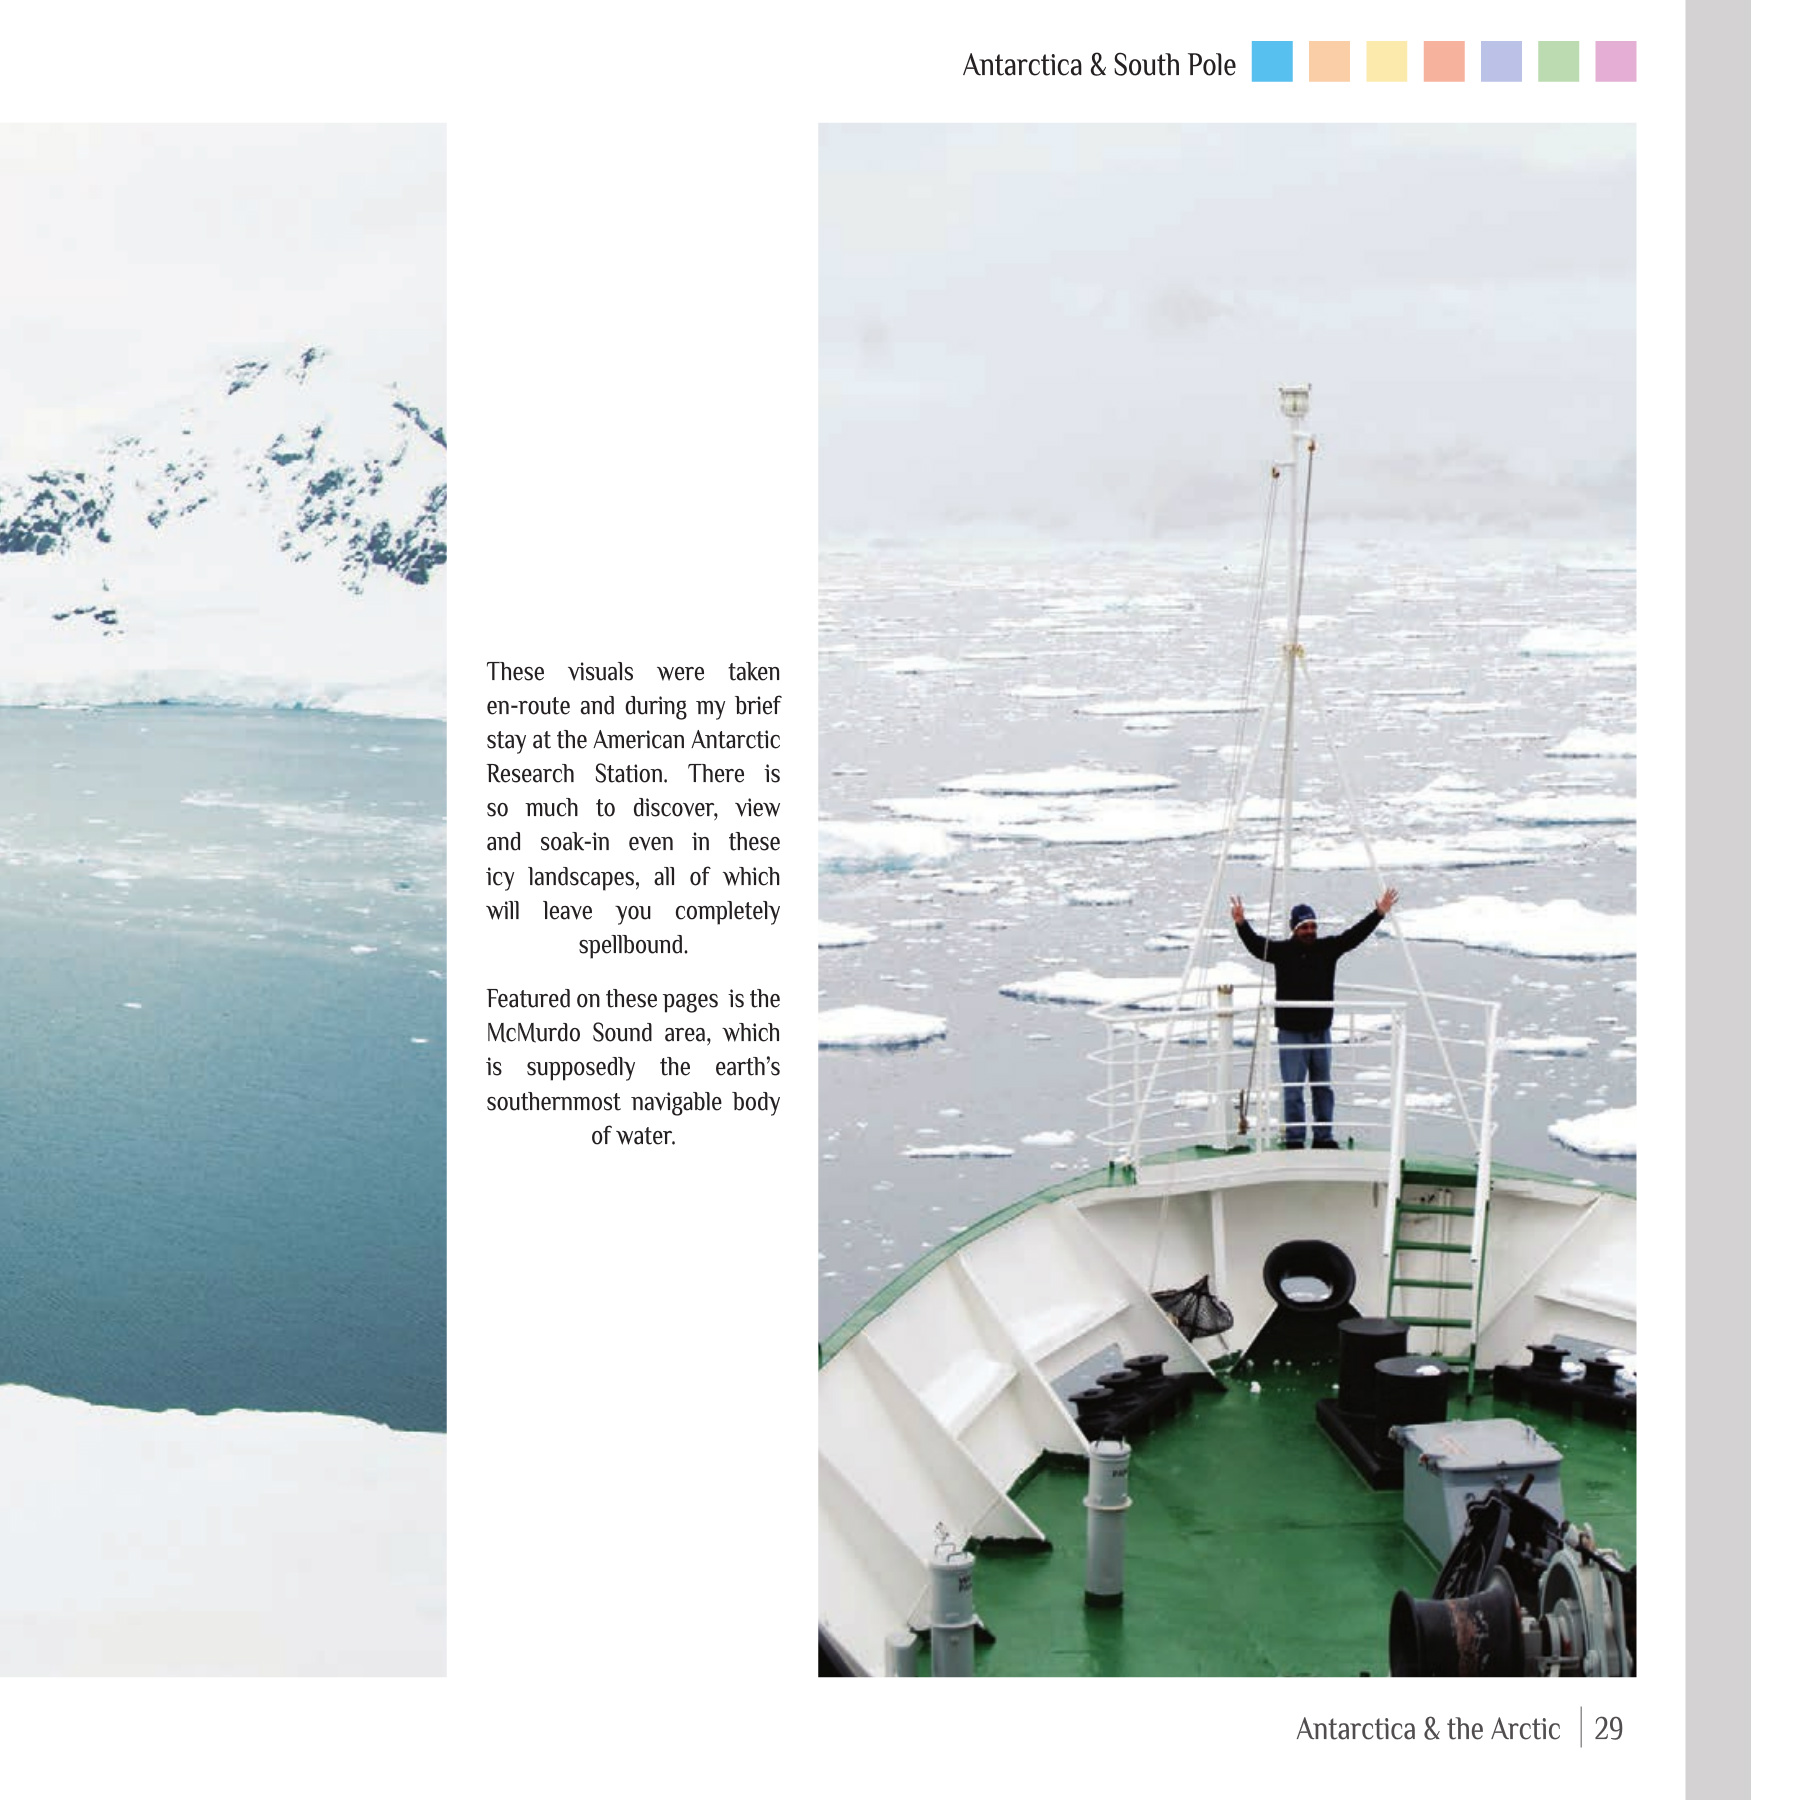 Antarctica & South Pole
These visuals were taken
en-route and during my brief
stay at the American Antarctic
Research Station. There is
so much to discover, view
and soak-in even in these
icy landscapes, all of which
will leave you completely
spellbound.
Featured on these pages is the
McMurdo Sound area, which
is supposedly the earth’s
southernmost navigable body
of water.
Antarctica & the Arctic | 29